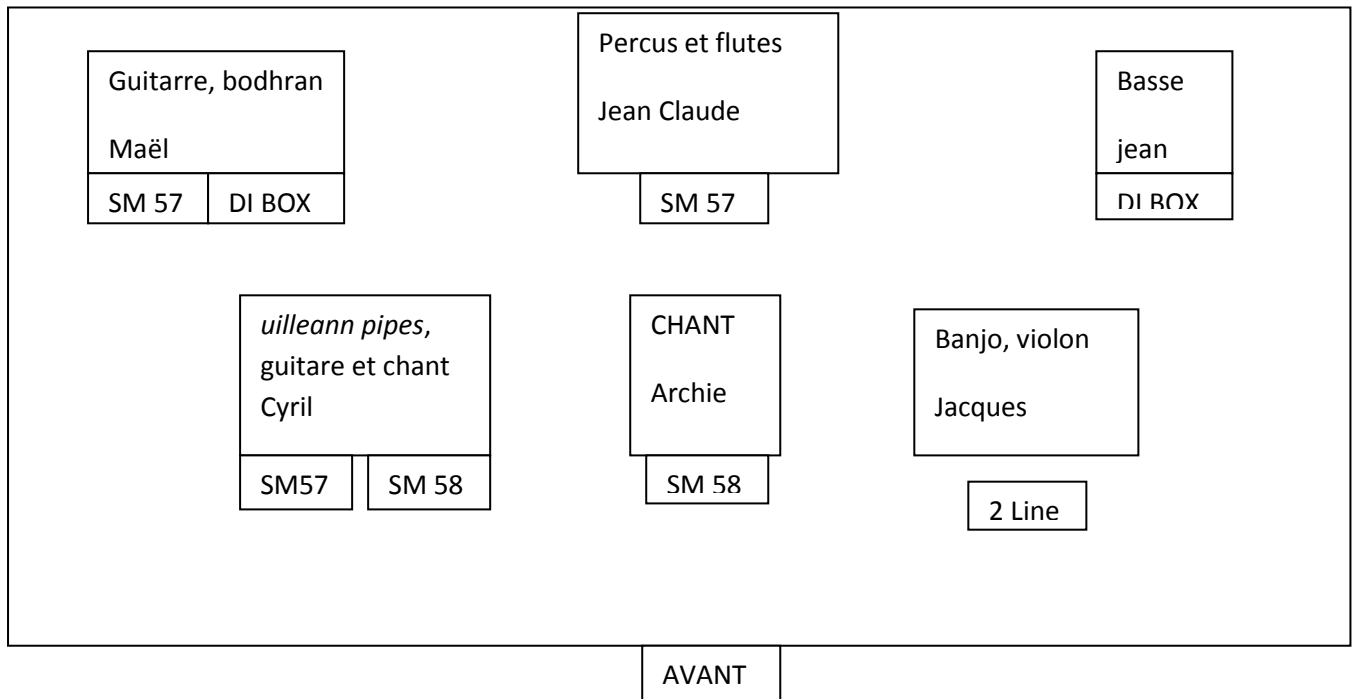 Guitarre, bodhran
Maël
SM 57
DI BOX
Percus et flutes
Jean Claude
SM 57
Basse
jean
DI BOX
uilleann pipes,
guitare et chant
Cyril
SM57
SM 58
CHANT
Archie
SM 58
Banjo, violon
Jacques
2 Line
AVANT